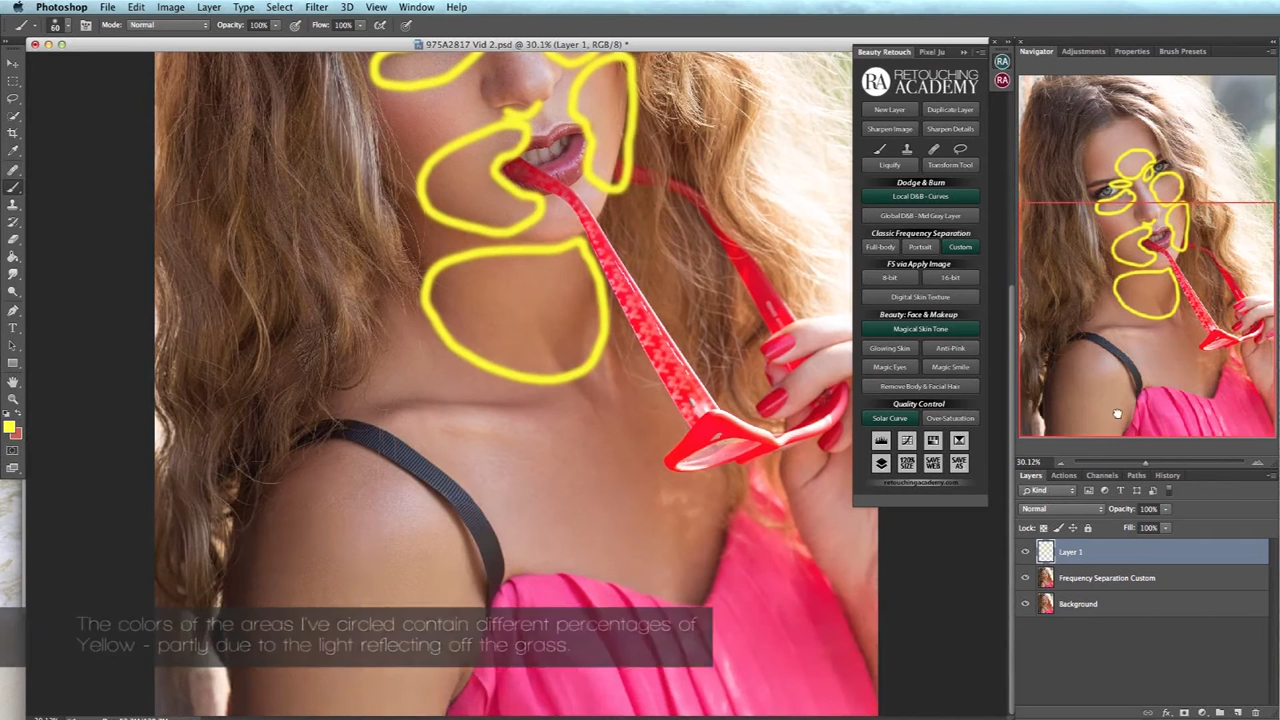 Photoshop File Edit Image Layer Type Select Filter 3D View Window Help
60 Mode: Normal Opacity: 100% Flow: 100%
975A2817 Vid 2.psd @ 30.1% (Layer 1, RGB/8) *
Beauty Retouch Pixel Ju
RA RETOUCHING ACADEMY
New Layer Duplicate Layer
Sharpen Image Sharpen Details
Liquify Transform Tool
Dodge & Burn
Local D&B - Curves
Global D&B - Mid Gray Layer
Classic Frequency Separation
Full-body Portrait Custom
FS via Apply Image
8-bit 16-bit
Digital Skin Texture
Beauty: Face & Makeup
Magical Skin Tone
Glowing Skin Anti-Pink
Magic Eyes Magic Smile
Remove Body & Facial Hair
Quality Control
Solar Curve Over-Saturation
120% SIZE SAVE WEB SAVE AS
retouchingacademy.com
RA
RA
Navigator Adjustments Properties Brush Presets
30.12%
Layers Actions Channels Paths History
Kind
Normal Opacity: 100%
Lock: Fill: 100%
Layer 1
Frequency Separation Custom
Background
The colors of the areas I've circled contain different percentages of
Yellow - partly due to the light reflecting off the grass.